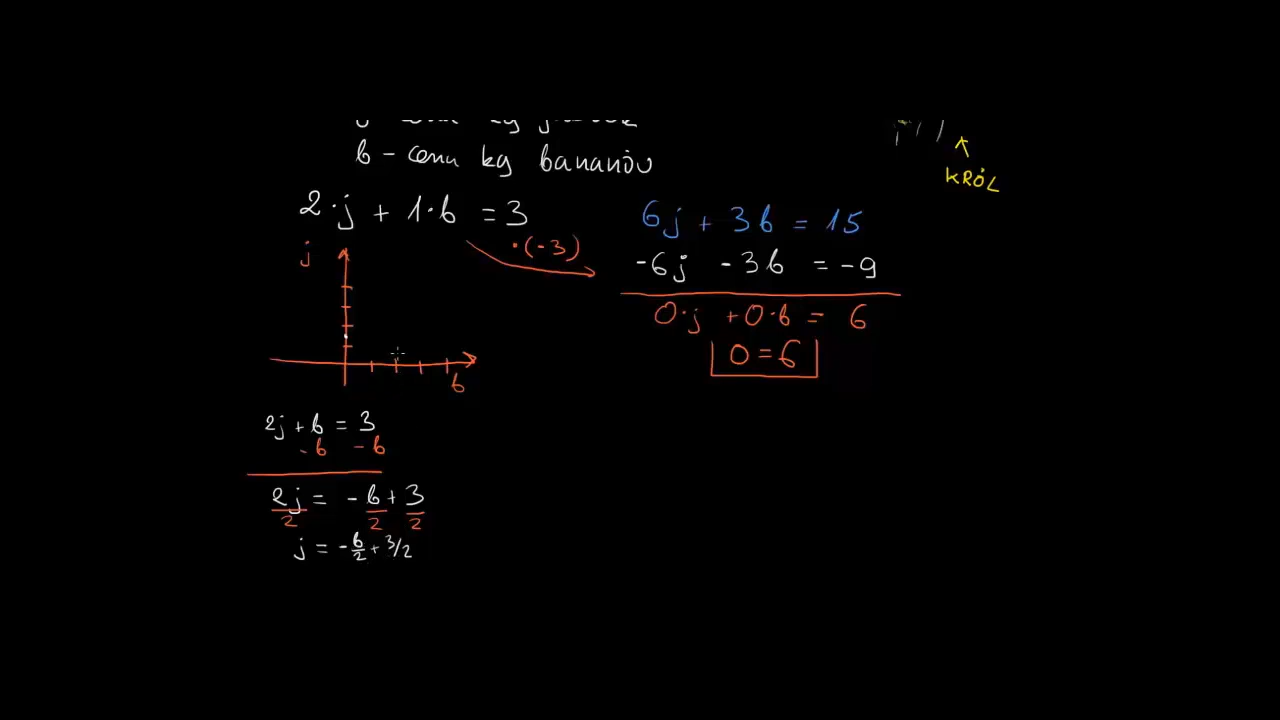 b - cena kg bananów
KRÓL
2·j + 1·b = 3
·(-3)
6j + 3b = 15
-6j - 3b = -9
0·j + 0·b = 6
0 = 6
j
b
2j + b = 3
- b - b
2j = - b + 3
2 2 2
j = -b/2 + 3/2